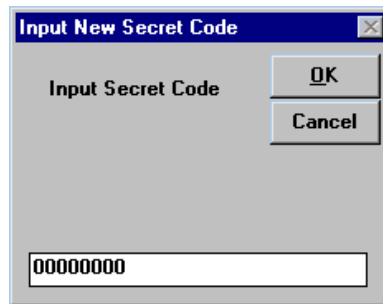 Input New Secret Code
Input Secret Code
OK
Cancel
00000000